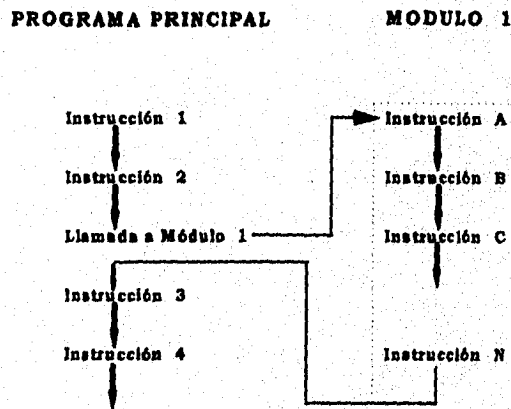 PROGRAMA PRINCIPAL
MODULO 1
Instrucción 1
Instrucción 2
Llamada a Módulo 1
Instrucción 3
Instrucción 4
Instrucción A
Instrucción B
Instrucción C
Instrucción N